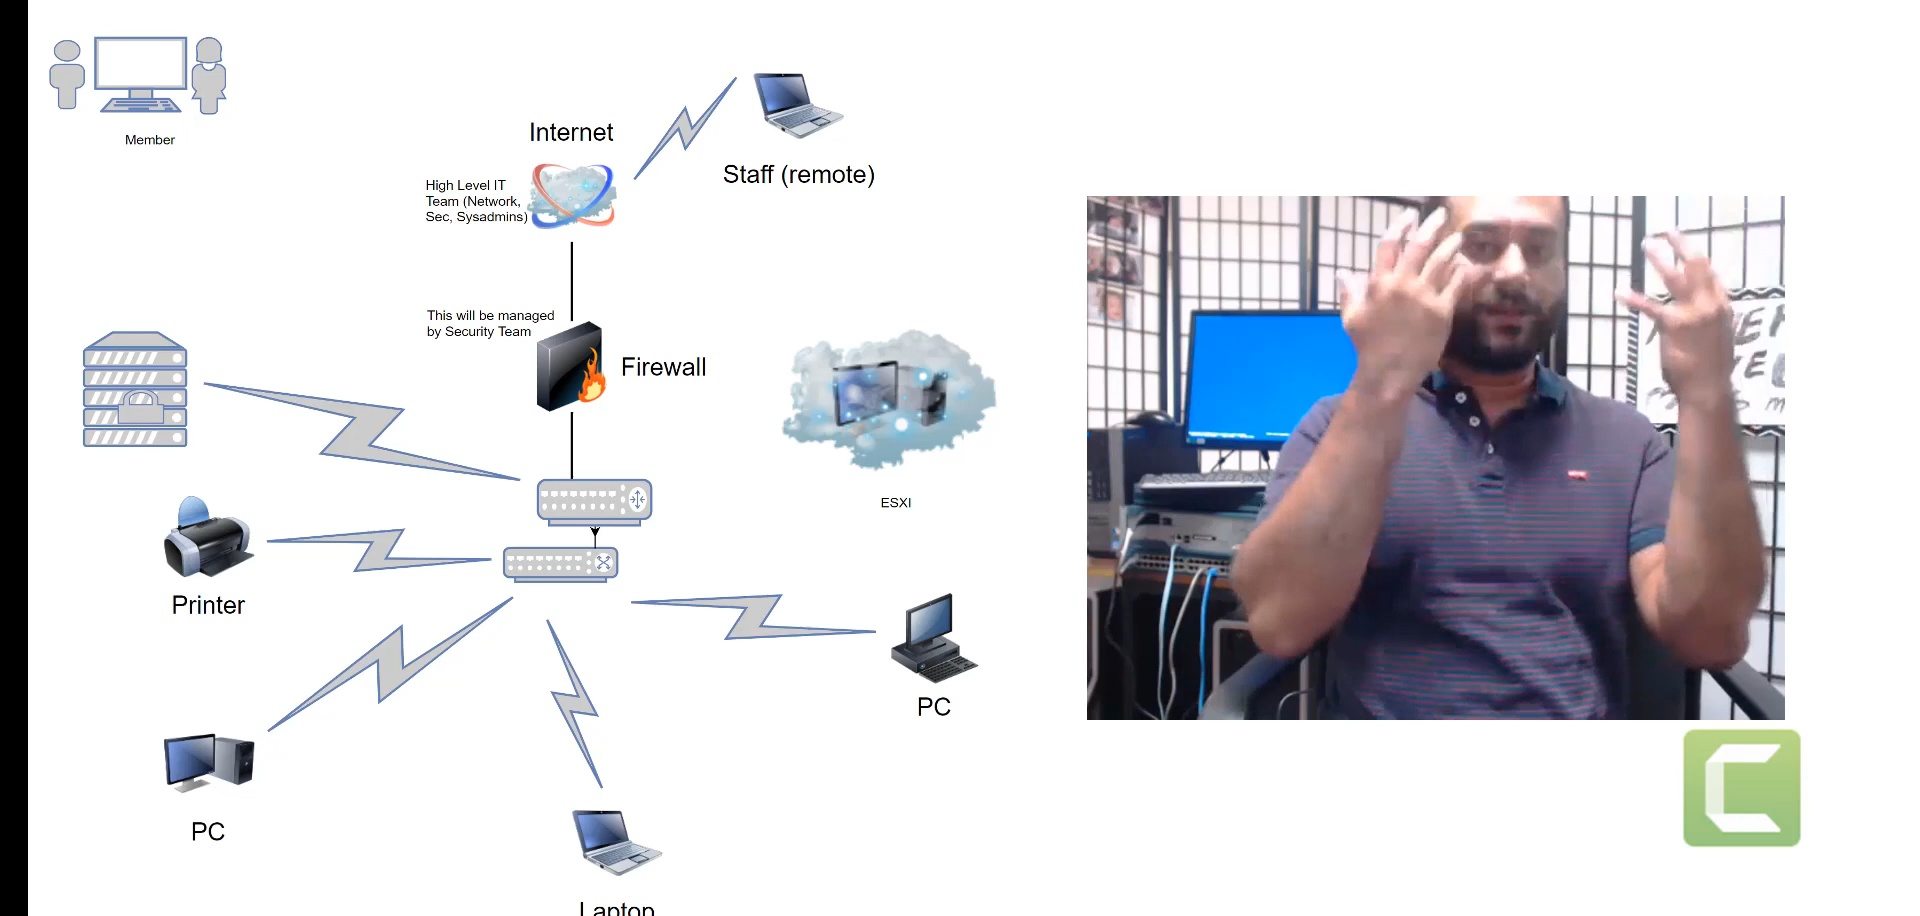 Member
Internet
Staff (remote)
High Level IT
Team (Network,
Sec, Sysadmins)
This will be managed
by Security Team
Firewall
ESXI
Printer
PC
PC
Laptop